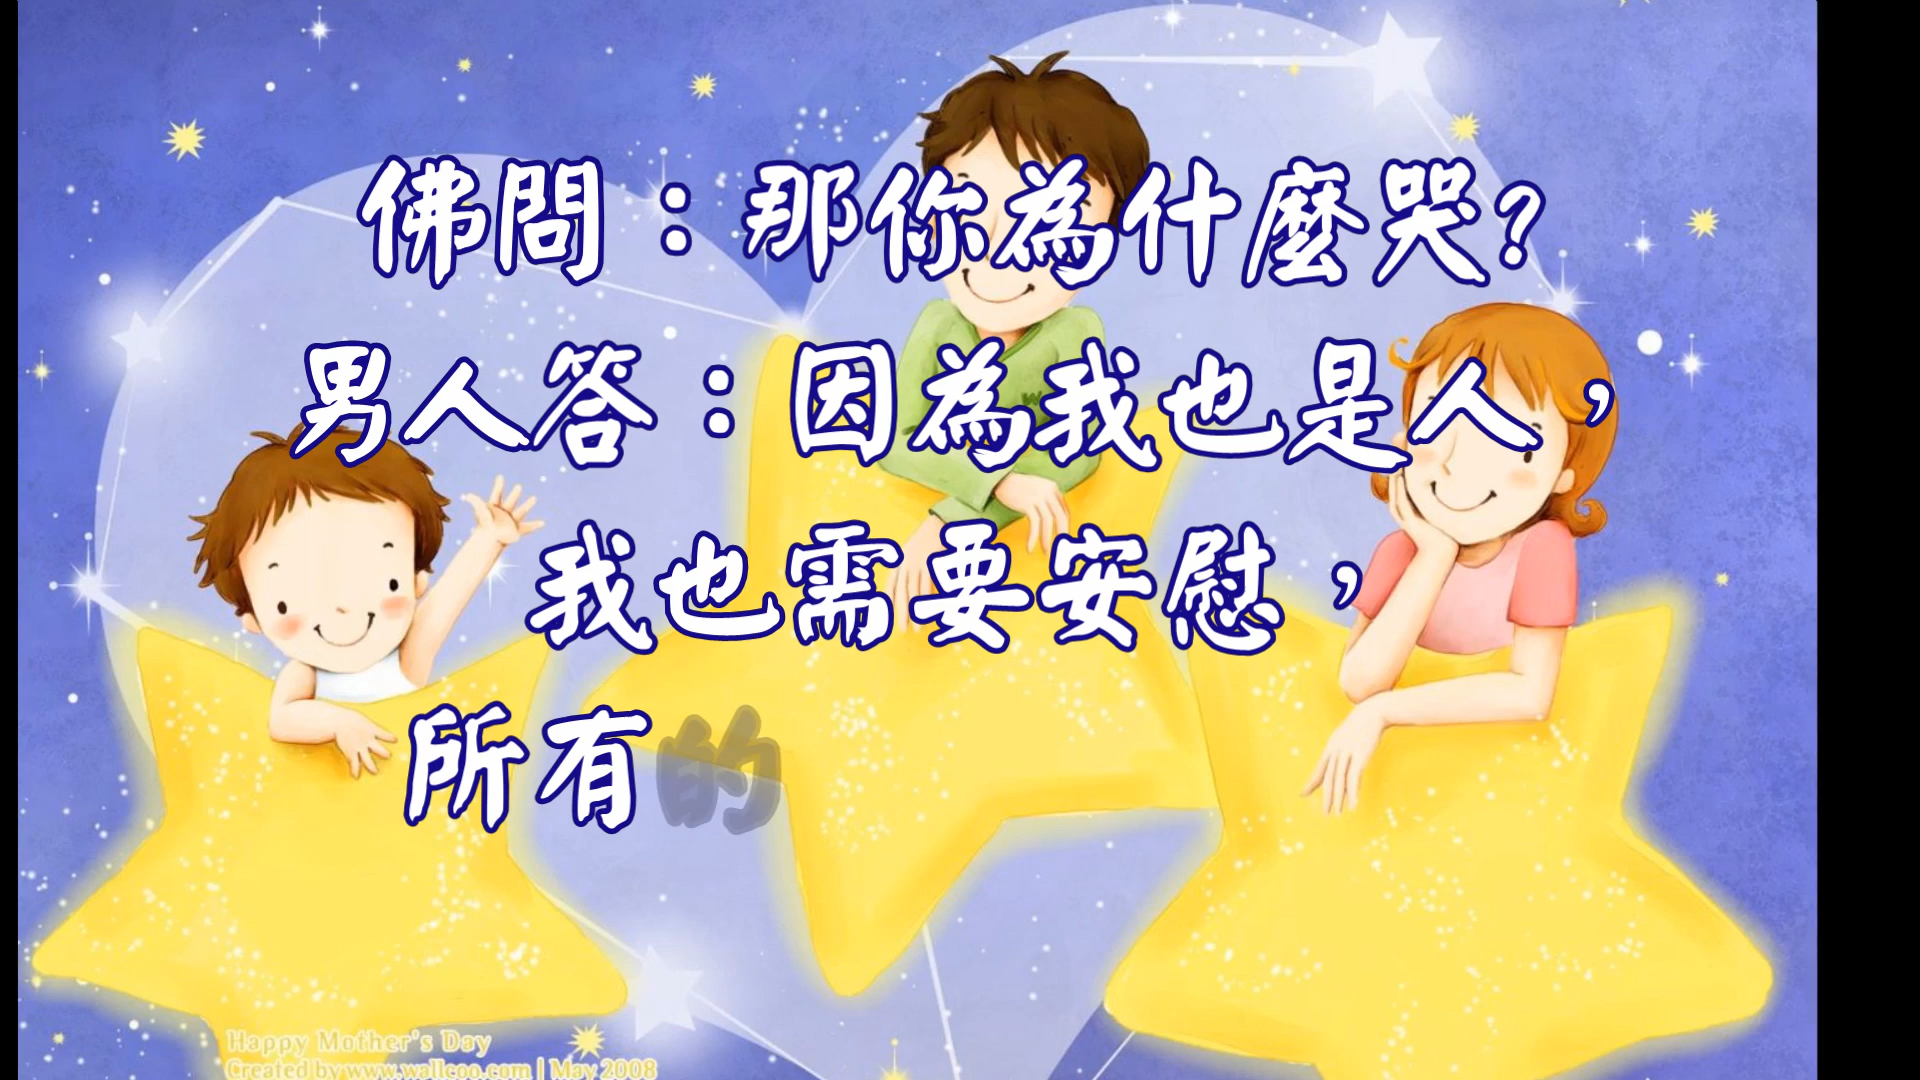 佛問：那你為什麼哭?
男人答：因為我也是人，
我也需要安慰，
所有的
Happy Mother's Day
Created by www.wallcoo.com | May 2008